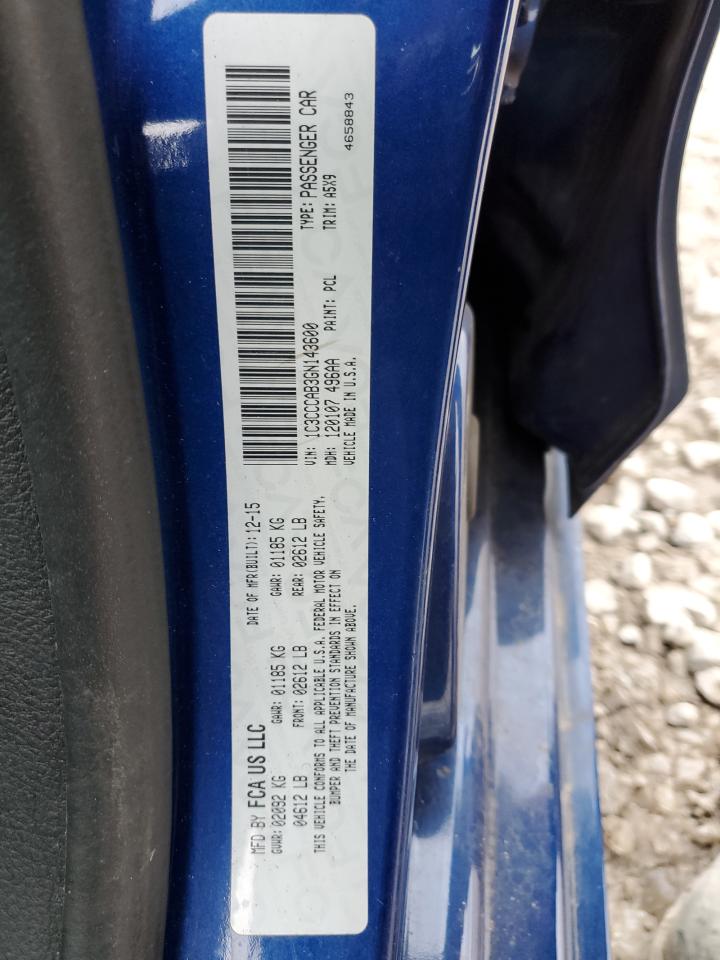 MFD BY FCA US LLC
DATE OF MFR(BUILT): 12-15
GVWR: 02092 KG
GAWR: 01185 KG
GAWR: 01185 KG
04612 LB
FRONT: 02612 LB
REAR: 02612 LB
THIS VEHICLE CONFORMS TO ALL APPLICABLE U.S.A. FEDERAL MOTOR VEHICLE SAFETY,
BUMPER AND THEFT PREVENTION STANDARDS IN EFFECT ON
THE DATE OF MANUFACTURE SHOWN ABOVE.
VIN: 1C3CCCAB3GN143600
TYPE: PASSENGER CAR
MDH: 120107 496AA
PAINT: PCL
TRIM: A5X9
VEHICLE MADE IN U.S.A.
4658843